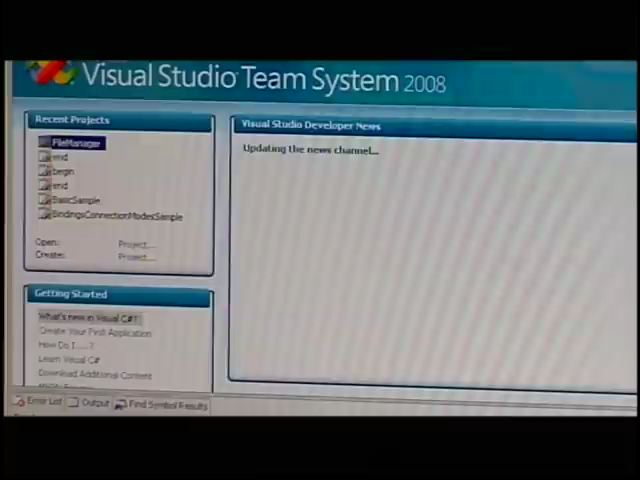 Visual Studio Team System 2008
Recent Projects
FileManager
end
begin
end
BasicSample
BindingsConnectionModesSample
Open: Project...
Create: Project...
Getting Started
What's new in Visual C#?
Create Your First Application
How Do I ... ?
Learn Visual C#
Download Additional Content
Visual Studio Developer News
Updating the news channel...
Error List Output Find Symbol Results